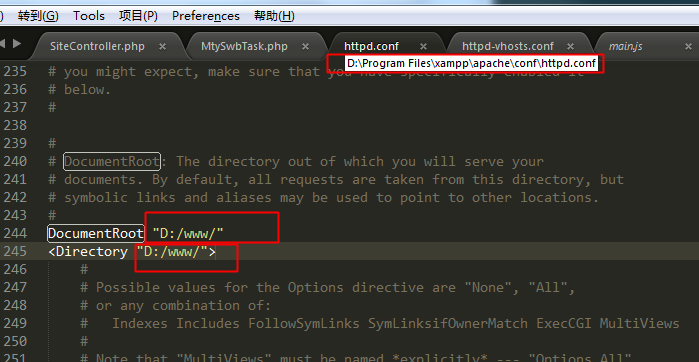 转到(G) Tools 项目(P) Preferences 帮助(H)
SiteController.php MtySwbTask.php httpd.conf httpd-vhosts.conf main.js
D:\Program Files\xampp\apache\conf\httpd.conf
235 # you might expect, make sure that you have specifically enabled it
236 # below.
237 #
238
239 #
240 # DocumentRoot: The directory out of which you will serve your
241 # documents. By default, all requests are taken from this directory, but
242 # symbolic links and aliases may be used to point to other locations.
243 #
244 DocumentRoot "D:/www/"
245 <Directory "D:/www/">
246 #
247 # Possible values for the Options directive are "None", "All",
248 # or any combination of:
249 # Indexes Includes FollowSymLinks SymLinksifOwnerMatch ExecCGI MultiViews
250 #
251 # Note that "MultiViews" must be named *explicitly* --- "Options All"